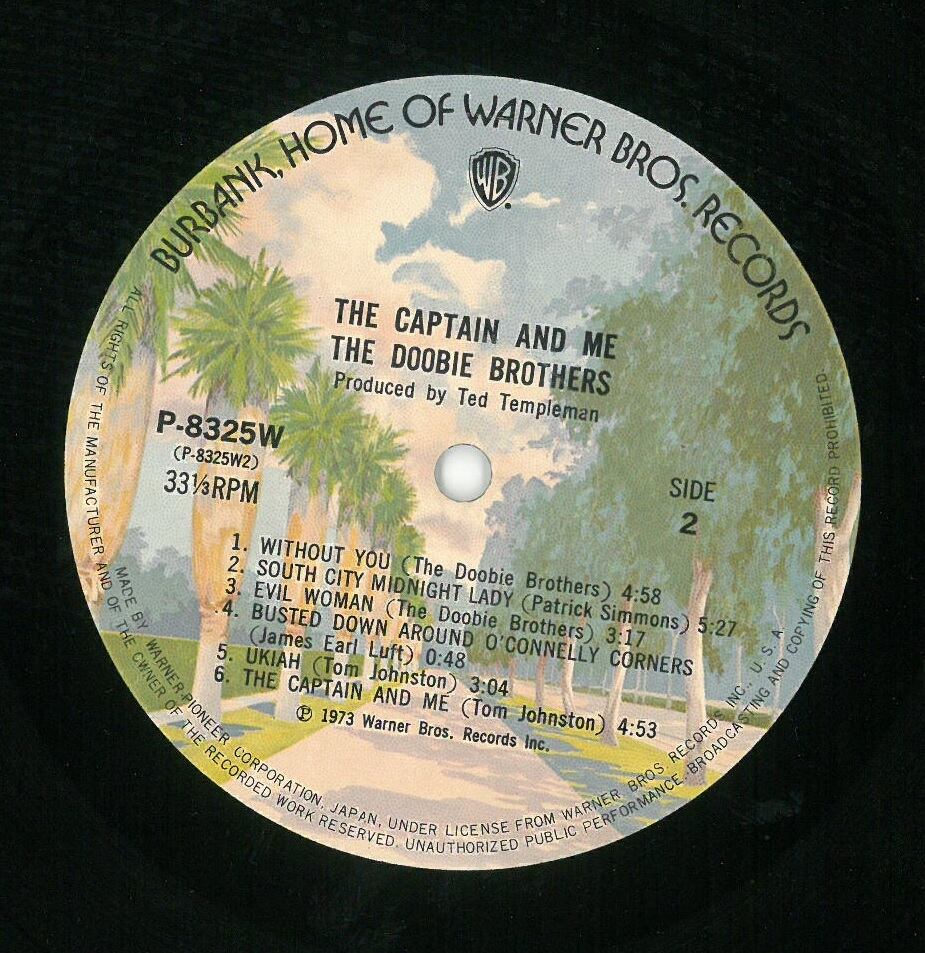 BURBANK, HOME OF WARNER BROS. RECORDS
WB
THE CAPTAIN AND ME
THE DOOBIE BROTHERS
Produced by Ted Templeman
P-8325W
(P-8325W2)
33⅓RPM
SIDE
2
1. WITHOUT YOU (The Doobie Brothers) 4:58
2. SOUTH CITY MIDNIGHT LADY (Patrick Simmons) 5:27
3. EVIL WOMAN (The Doobie Brothers) 3:17
4. BUSTED DOWN AROUND O'CONNELLY CORNERS
(James Earl Luft) 0:48
5. UKIAH (Tom Johnston) 3:04
6. THE CAPTAIN AND ME (Tom Johnston) 4:53
℗ 1973 Warner Bros. Records Inc.
MADE BY WARNER-PIONEER CORPORATION, JAPAN, UNDER LICENSE FROM WARNER BROS RECORDS INC., U. S. A
ALL RIGHTS OF THE MANUFACTURER AND OF THE OWNER OF THE RECORDED WORK RESERVED. UNAUTHORIZED PUBLIC PERFORMANCE. BROADCASTING AND COPYING OF THIS RECORD PROHIBITED.